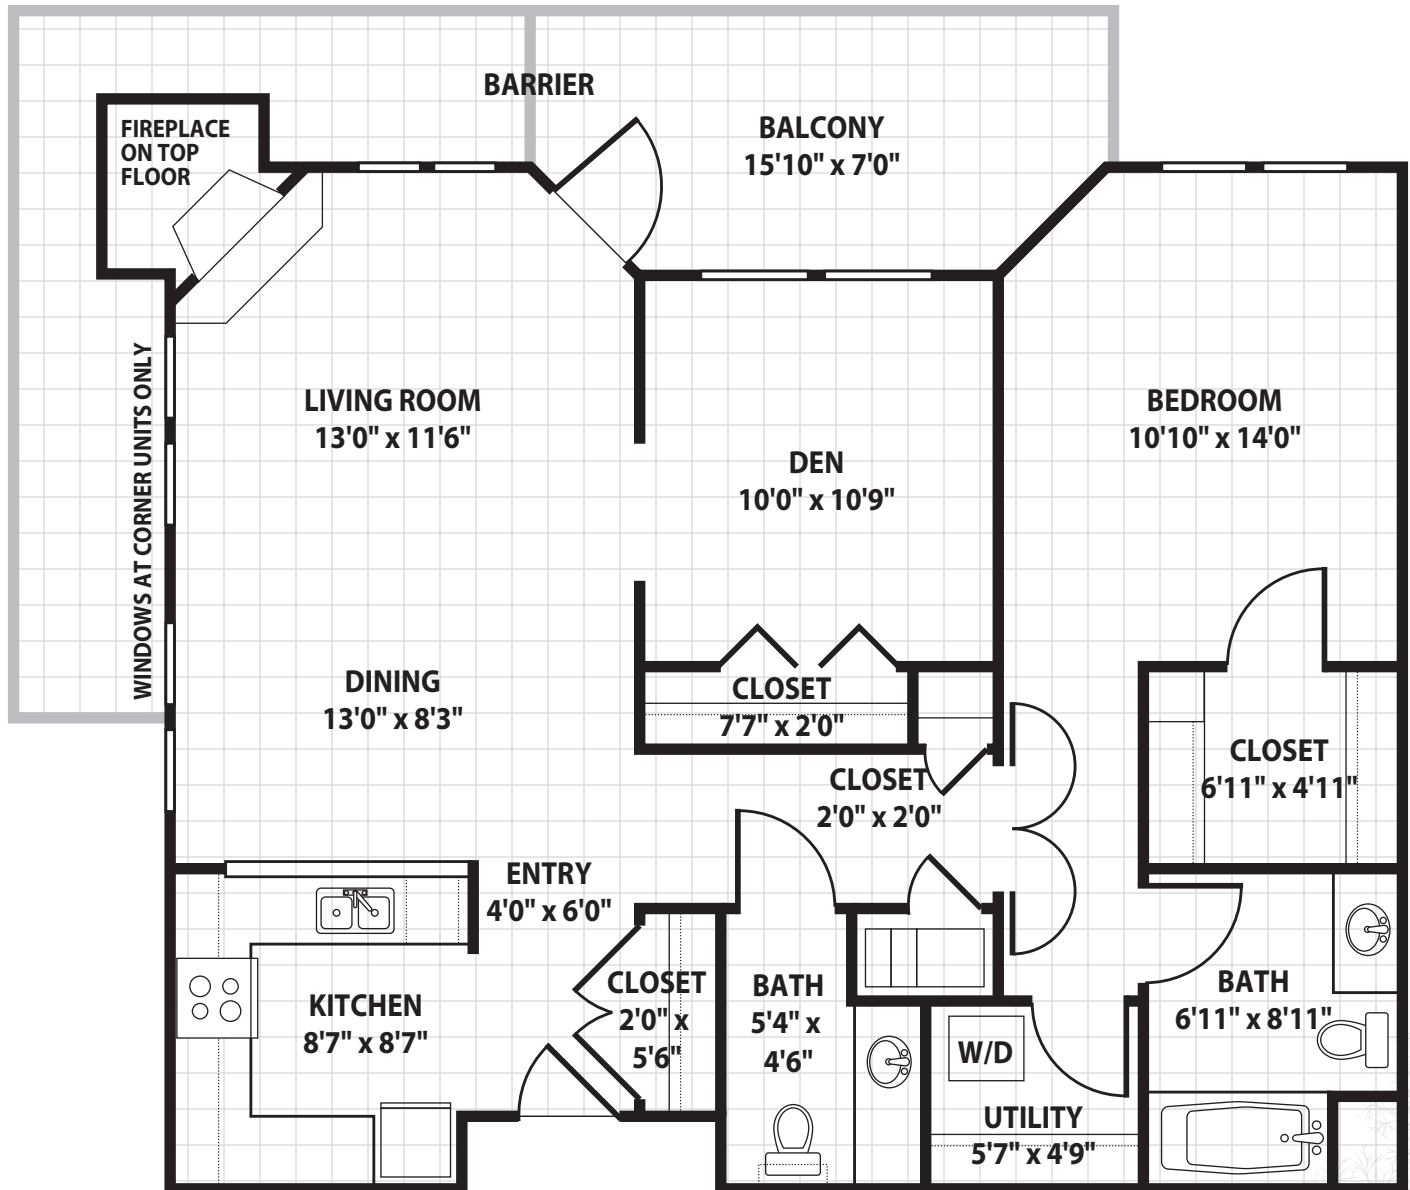 BARRIER
FIREPLACE
ON TOP
FLOOR
BALCONY
15'10" x 7'0"
WINDOWS AT CORNER UNITS ONLY
LIVING ROOM
13'0" x 11'6"
DEN
10'0" x 10'9"
BEDROOM
10'10" x 14'0"
DINING
13'0" x 8'3"
CLOSET
7'7" x 2'0"
CLOSET
2'0" x 2'0"
CLOSET
6'11" x 4'11"
ENTRY
4'0" x 6'0"
KITCHEN
8'7" x 8'7"
CLOSET
2'0" x
5'6"
BATH
5'4" x
4'6"
W/D
UTILITY
5'7" x 4'9"
BATH
6'11" x 8'11"